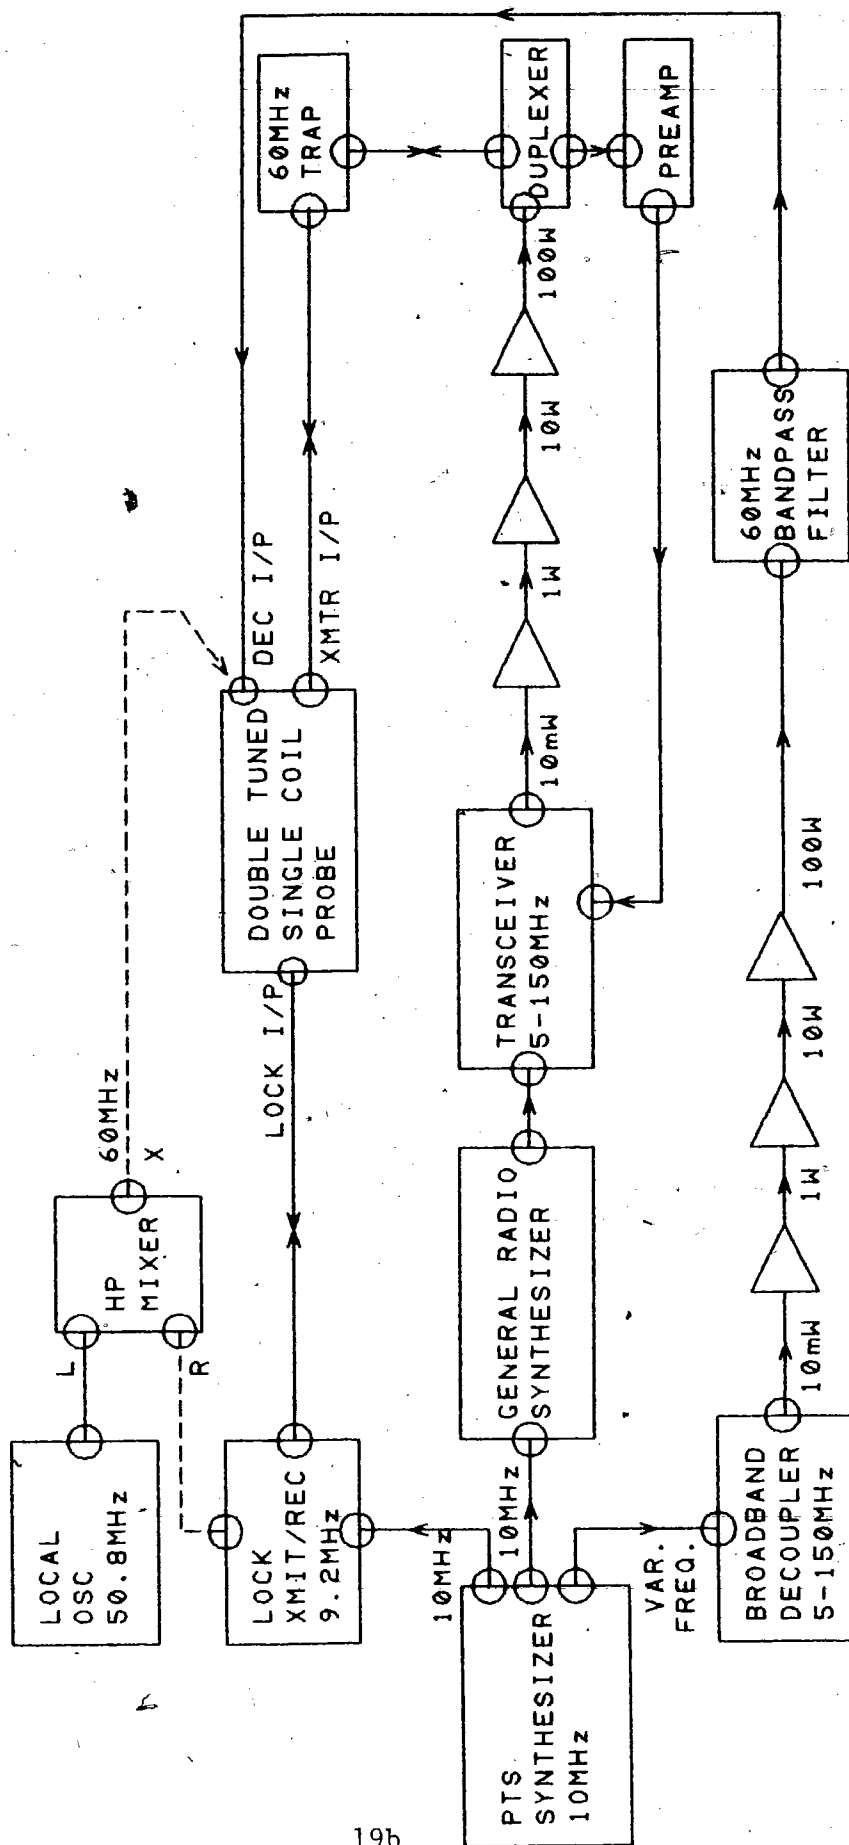 LOCAL
OSC
50.8MHz
L
R
HP
MIXER
60MHz
X
LOCK
XMIT/REC
9.2MHz
LOCK I/P
DOUBLE TUNED
SINGLE COIL
PROBE
DEC I/P
XMTR I/P
60MHz
TRAP
PTS
SYNTHESIZER
10MHz
10MHz
10MHz
VAR.
FREQ.
GENERAL RADIO
SYNTHESIZER
TRANSCEIVER
5-150MHz
10mW
1W
10W
100W
DUPLEXER
PREAMP
BROADBAND
DECOUPLER
5-150MHz
10mW
1W
10W
100W
60MHz
BANDPASS
FILTER
19b